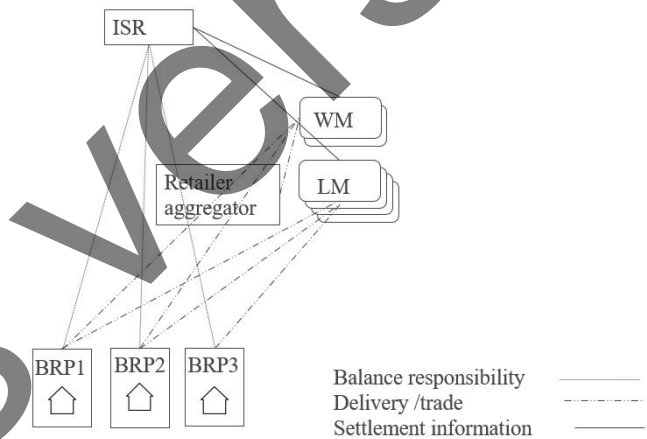 ISR
WM
Retailer
aggregator
LM
BRP1
BRP2
BRP3
Balance responsibility
Delivery /trade
Settlement information